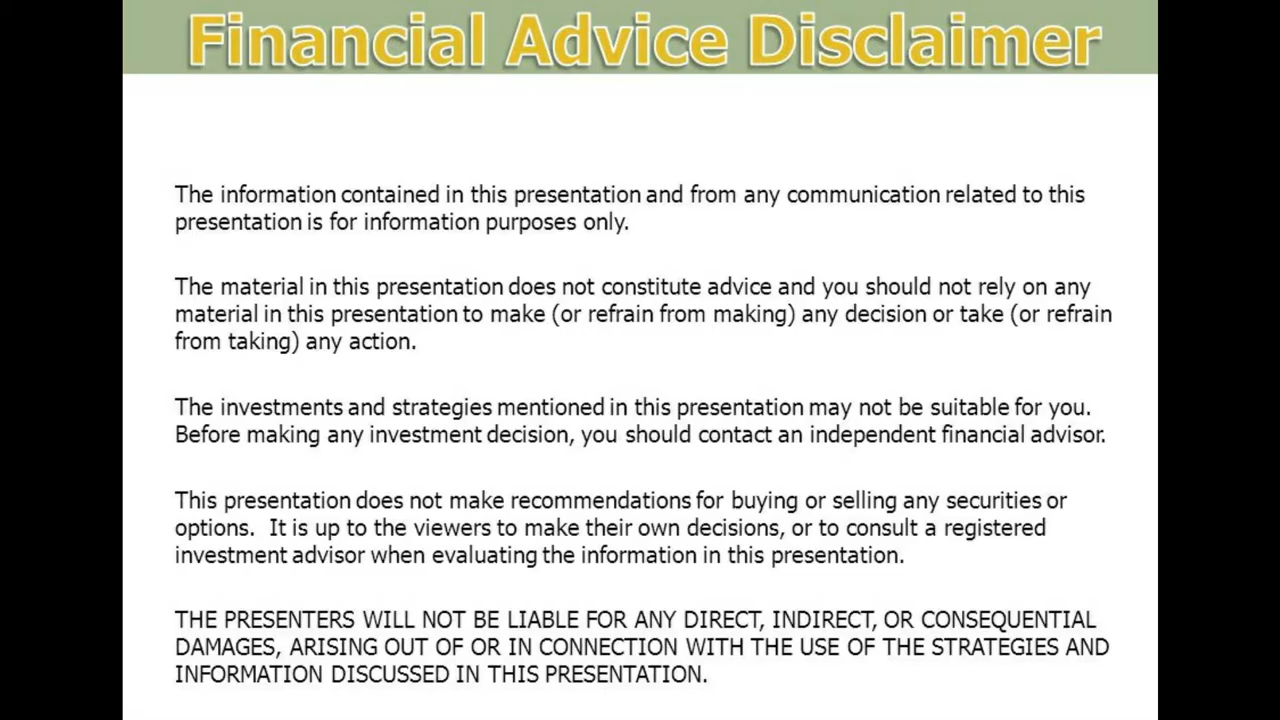 Financial Advice Disclaimer
The information contained in this presentation and from any communication related to this
presentation is for information purposes only.
The material in this presentation does not constitute advice and you should not rely on any
material in this presentation to make (or refrain from making) any decision or take (or refrain
from taking) any action.
The investments and strategies mentioned in this presentation may not be suitable for you.
Before making any investment decision, you should contact an independent financial advisor.
This presentation does not make recommendations for buying or selling any securities or
options.  It is up to the viewers to make their own decisions, or to consult a registered
investment advisor when evaluating the information in this presentation.
THE PRESENTERS WILL NOT BE LIABLE FOR ANY DIRECT, INDIRECT, OR CONSEQUENTIAL
DAMAGES, ARISING OUT OF OR IN CONNECTION WITH THE USE OF THE STRATEGIES AND
INFORMATION DISCUSSED IN THIS PRESENTATION.